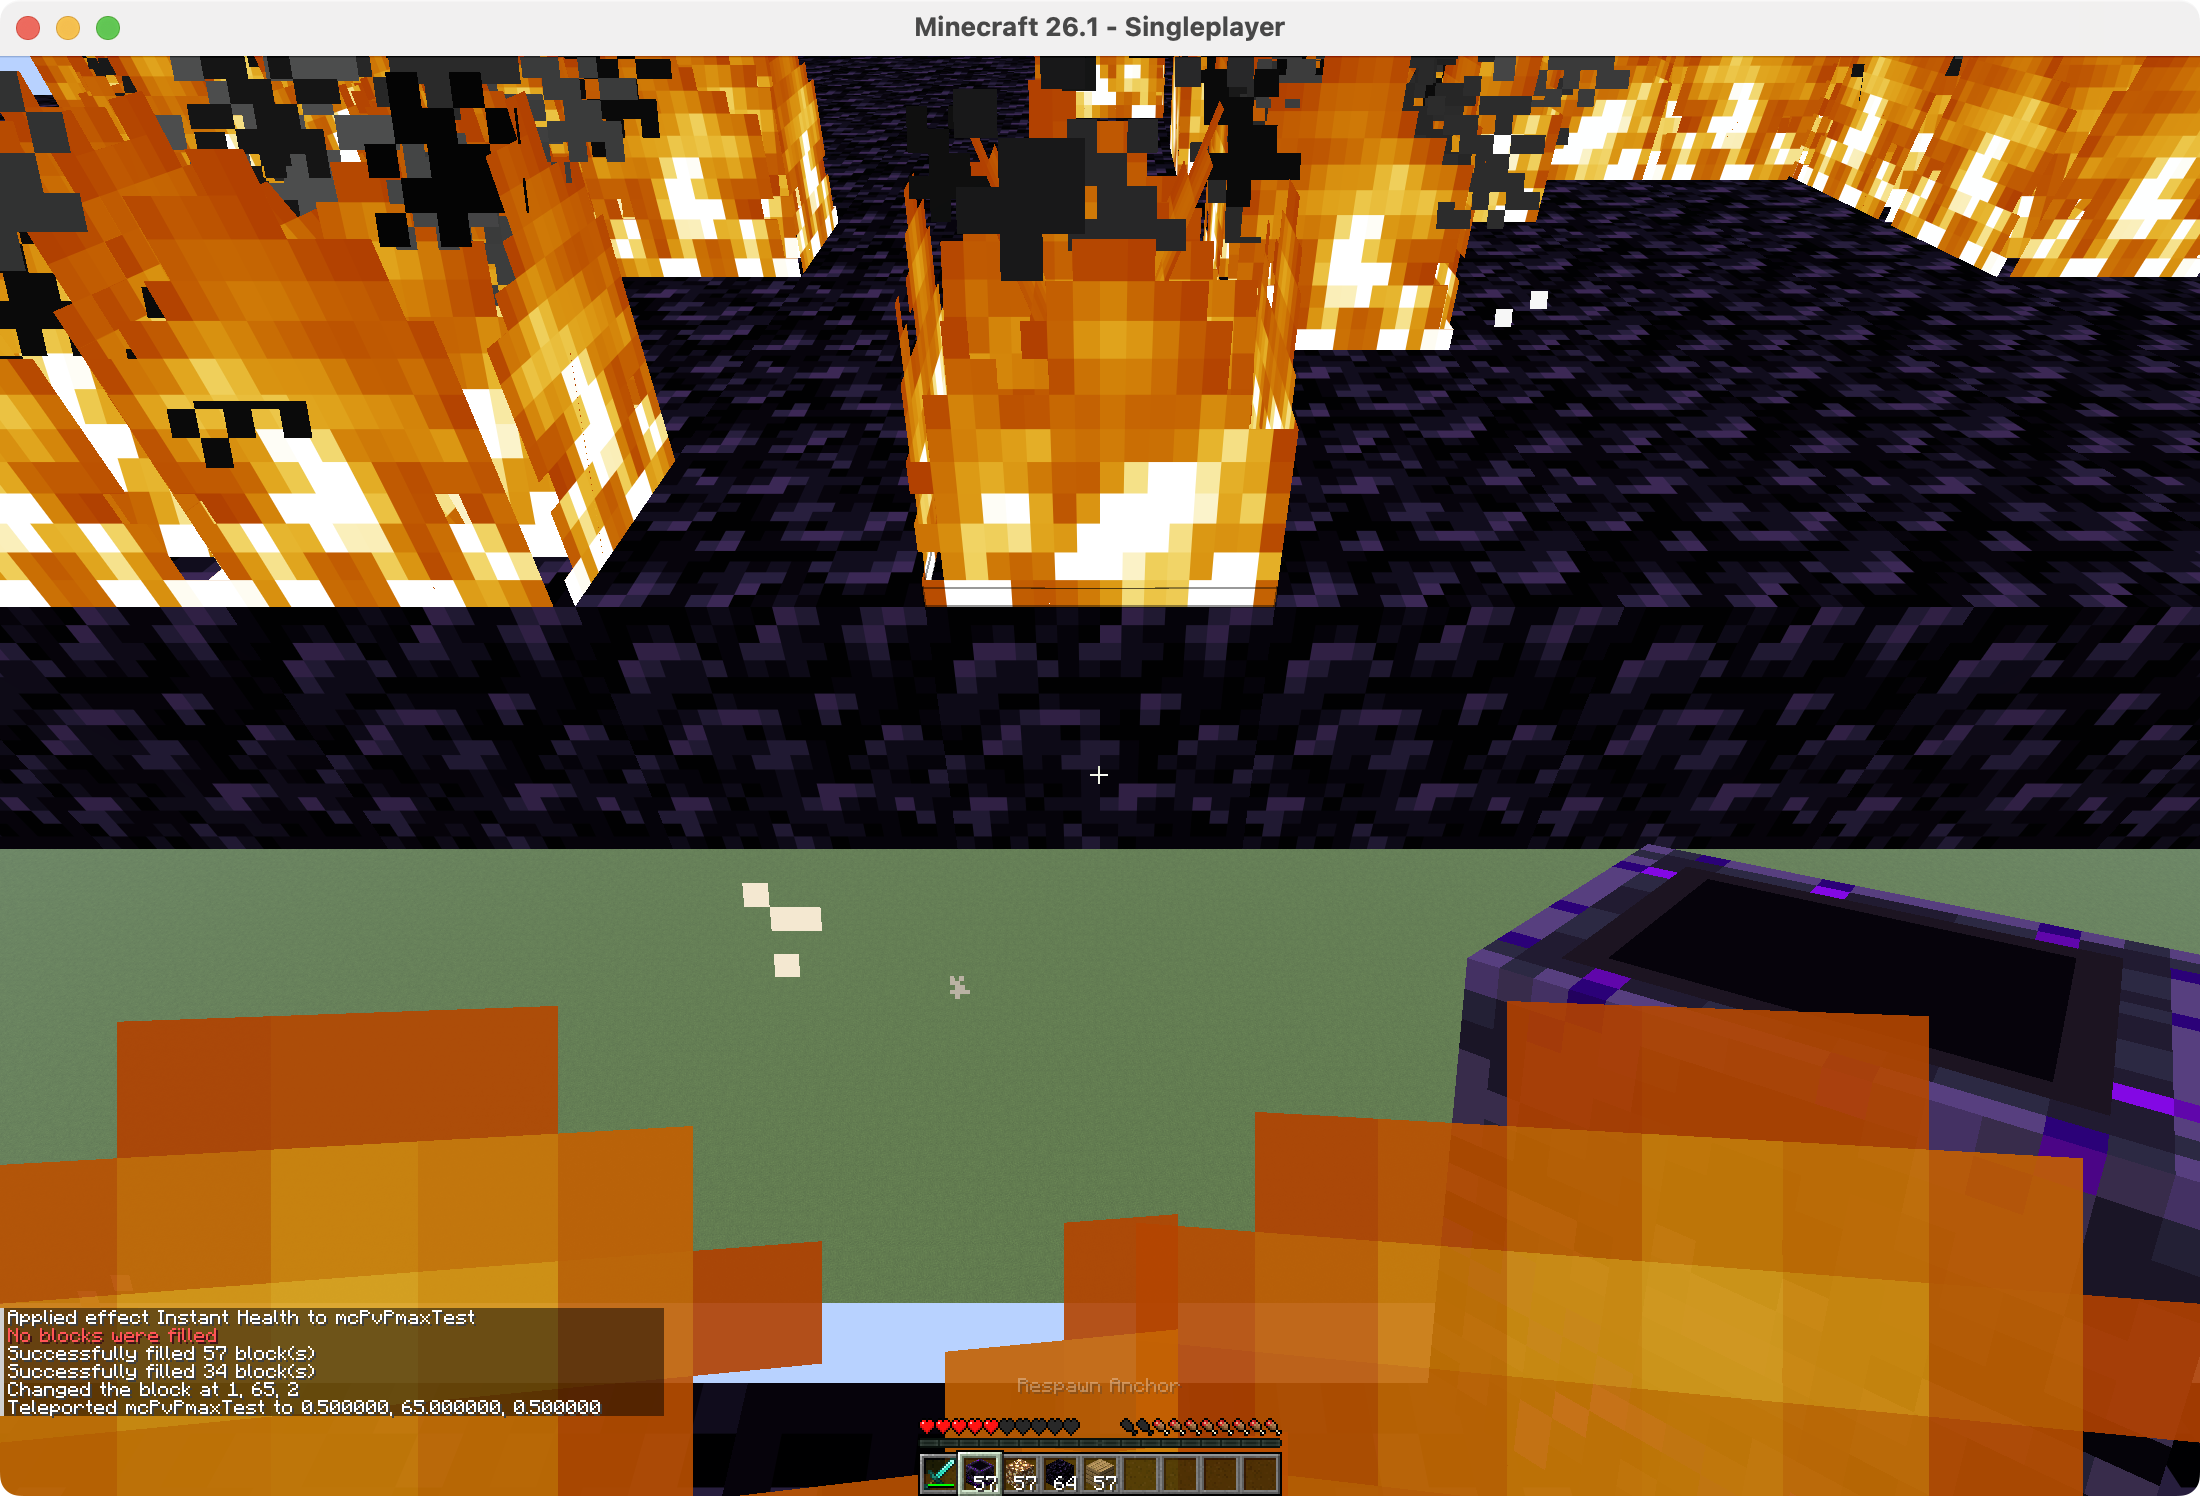 Minecraft 26.1 - Singleplayer
Applied effect Instant Health to mcPvPmaxTest
No blocks were filled
Successfully filled 57 block(s)
Successfully filled 34 block(s)
Changed the block at 1, 65, 2
Teleported mcPvPmaxTest to 0.500000, 65.000000, 0.500000
Respawn Anchor
57 57 64 57